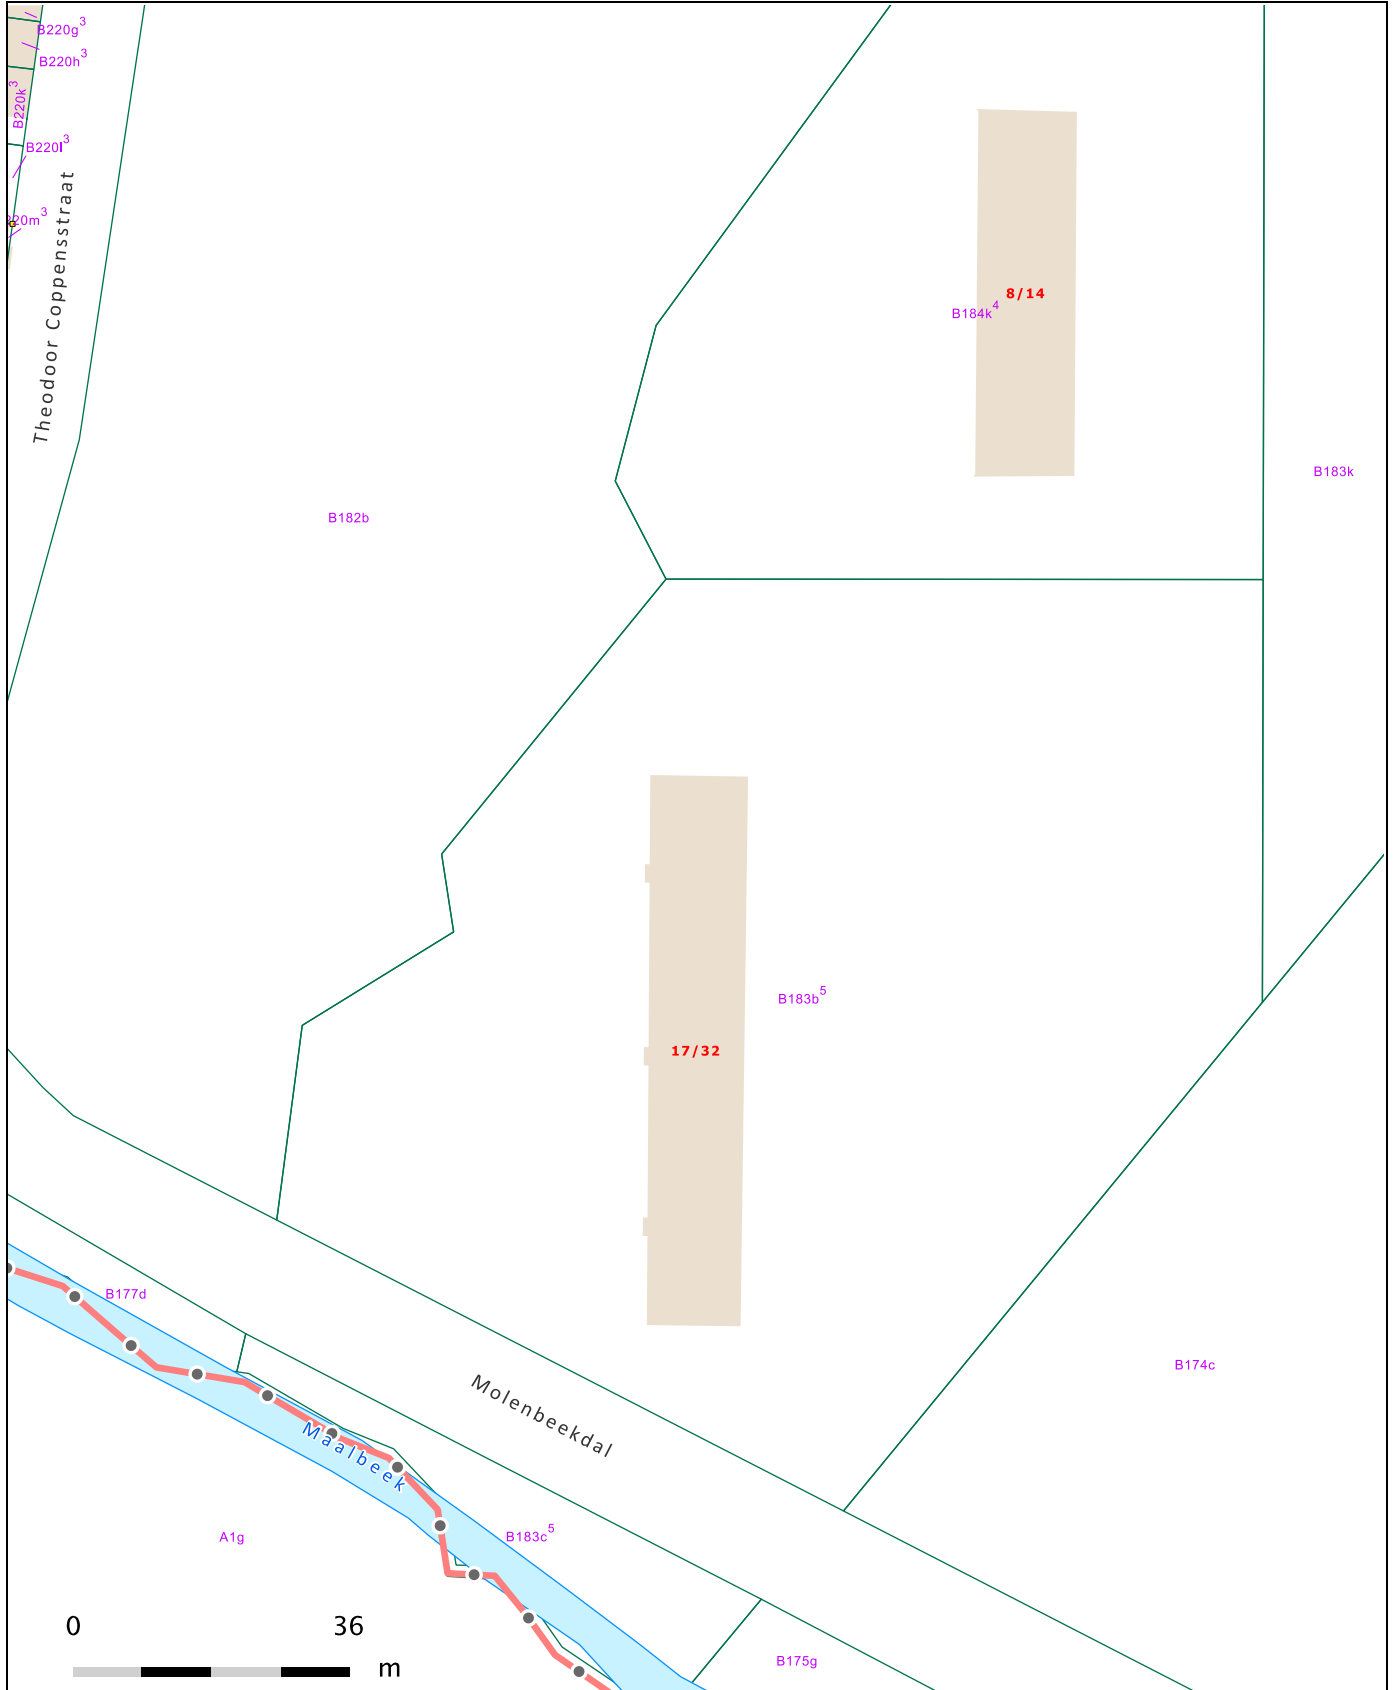 B220g³
B220h³
B220k³
B220l³
20m³
Theodoor Coppensstraat
8/14
B184k⁴
B183k
B182b
B183b⁵
17/32
B177d
B174c
Molenbeekdal
Maalbeek
A1g
B183c⁵
B175g
0 36
m